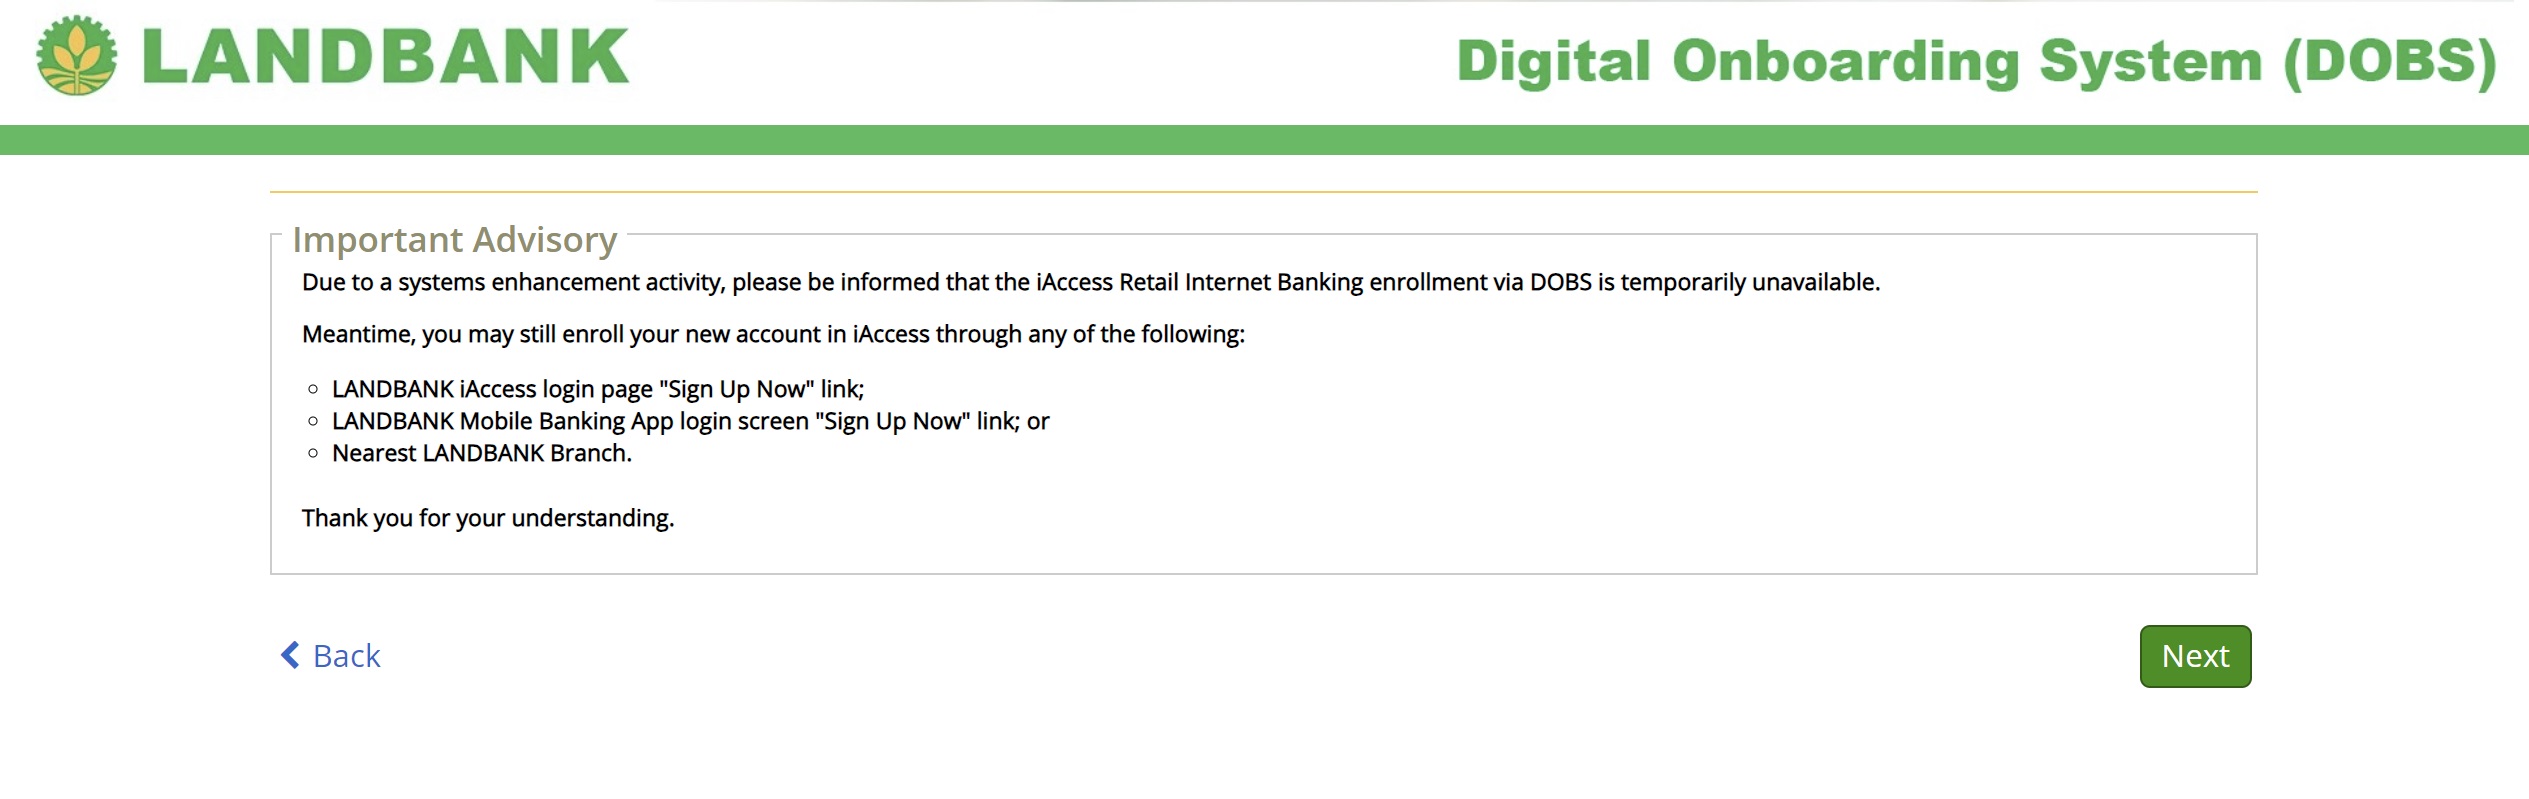 LANDBANK
Digital Onboarding System (DOBS)
Important Advisory
Due to a systems enhancement activity, please be informed that the iAccess Retail Internet Banking enrollment via DOBS is temporarily unavailable.
Meantime, you may still enroll your new account in iAccess through any of the following:
LANDBANK iAccess login page "Sign Up Now" link;
LANDBANK Mobile Banking App login screen "Sign Up Now" link; or
Nearest LANDBANK Branch.
Thank you for your understanding.
Back
Next